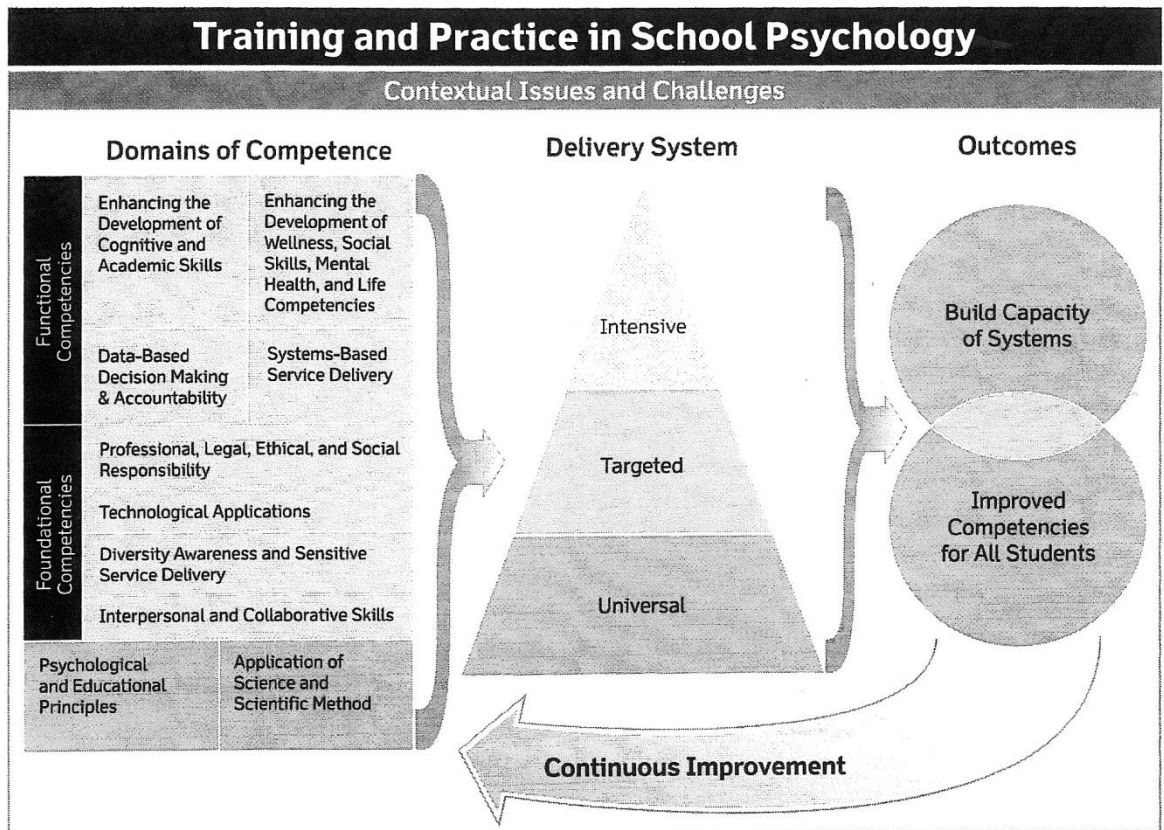 Training and Practice in School Psychology
Contextual Issues and Challenges
Domains of Competence
Functional
Competencies
Enhancing the
Development of
Cognitive and
Academic Skills
Enhancing the
Development of
Wellness, Social
Skills, Mental
Health, and Life
Competencies
Data-Based
Decision Making
& Accountability
Systems-Based
Service Delivery
Foundational
Competencies
Professional, Legal, Ethical, and Social
Responsibility
Technological Applications
Diversity Awareness and Sensitive
Service Delivery
Interpersonal and Collaborative Skills
Psychological
and Educational
Principles
Application of
Science and
Scientific Method
Delivery System
Intensive
Targeted
Universal
Outcomes
Build Capacity
of Systems
Improved
Competencies
for All Students
Continuous Improvement